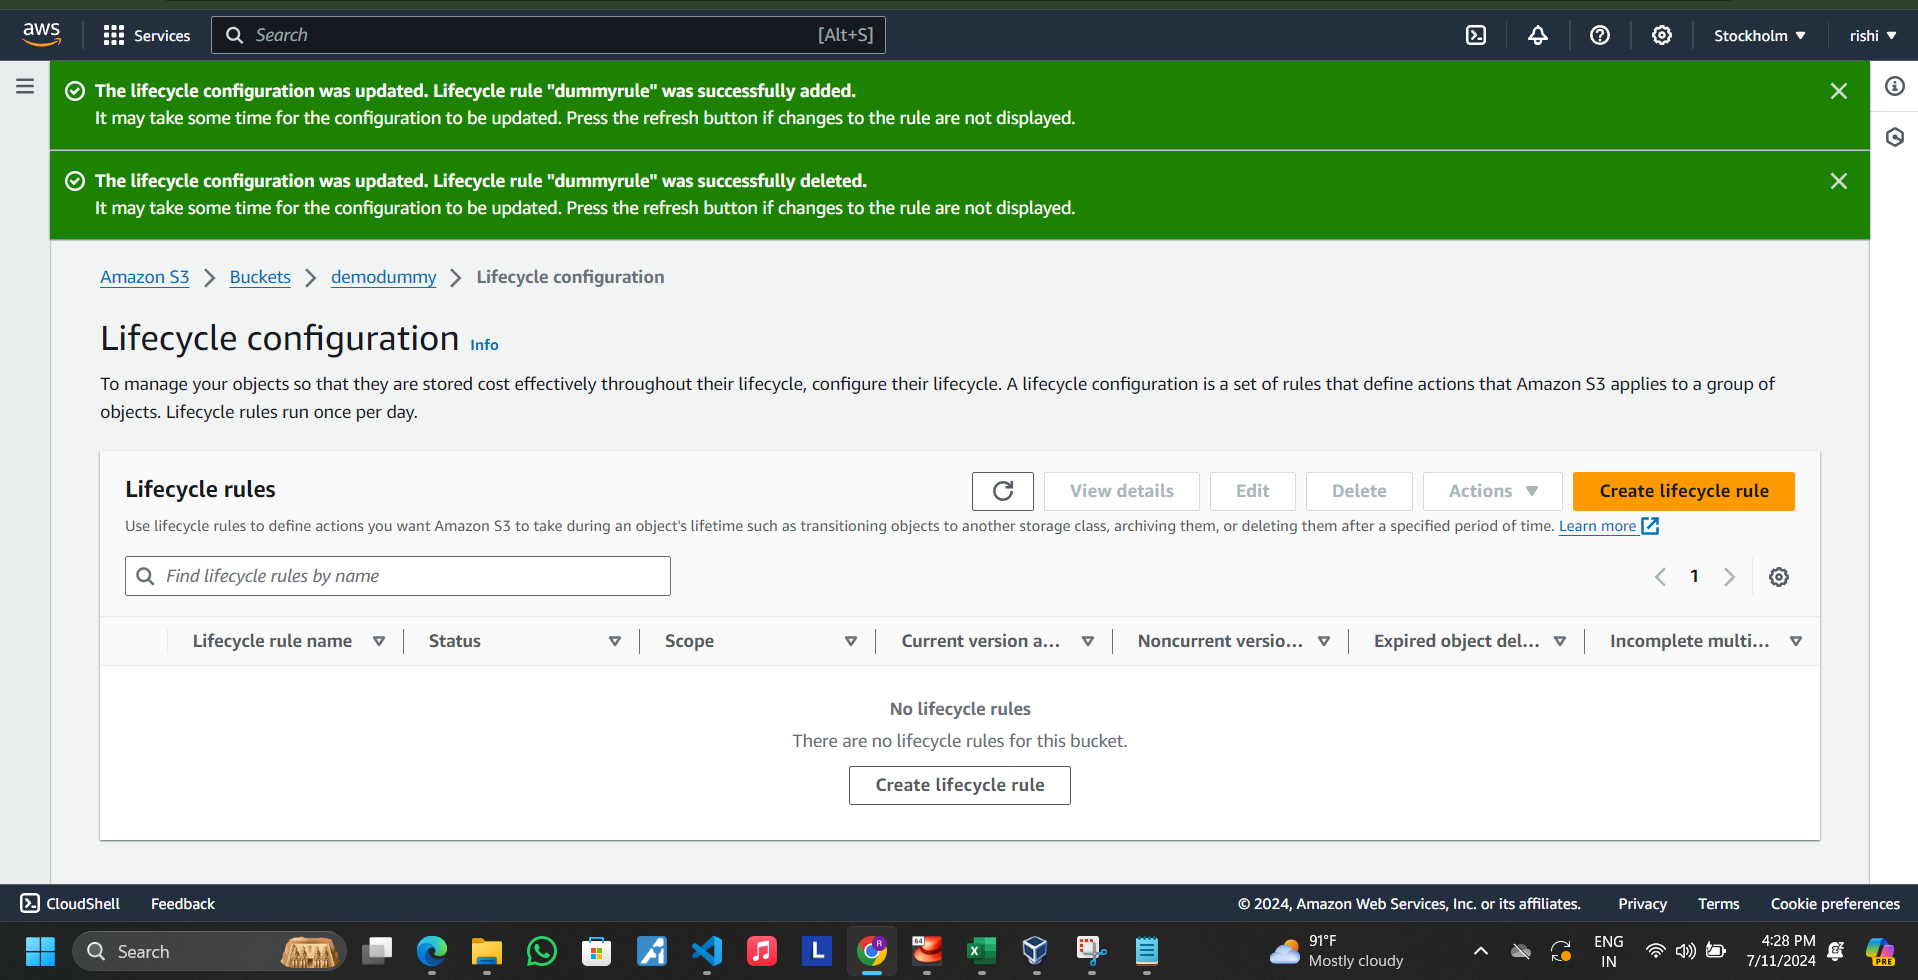 aws
Services
Search
[Alt+S]
Stockholm
rishi
The lifecycle configuration was updated. Lifecycle rule "dummyrule" was successfully added.
It may take some time for the configuration to be updated. Press the refresh button if changes to the rule are not displayed.
The lifecycle configuration was updated. Lifecycle rule "dummyrule" was successfully deleted.
It may take some time for the configuration to be updated. Press the refresh button if changes to the rule are not displayed.
Amazon S3
Buckets
demodummy
Lifecycle configuration
Lifecycle configuration Info
To manage your objects so that they are stored cost effectively throughout their lifecycle, configure their lifecycle. A lifecycle configuration is a set of rules that define actions that Amazon S3 applies to a group of
objects. Lifecycle rules run once per day.
Lifecycle rules
View details
Edit
Delete
Actions
Create lifecycle rule
Use lifecycle rules to define actions you want Amazon S3 to take during an object's lifetime such as transitioning objects to another storage class, archiving them, or deleting them after a specified period of time. Learn more
Find lifecycle rules by name
1
Lifecycle rule name
Status
Scope
Current version a...
Noncurrent versio...
Expired object del...
Incomplete multi...
No lifecycle rules
There are no lifecycle rules for this bucket.
Create lifecycle rule
CloudShell
Feedback
© 2024, Amazon Web Services, Inc. or its affiliates.
Privacy
Terms
Cookie preferences
Search
L
R
64
X
91°F
Mostly cloudy
ENG
IN
4:28 PM
7/11/2024
PRE